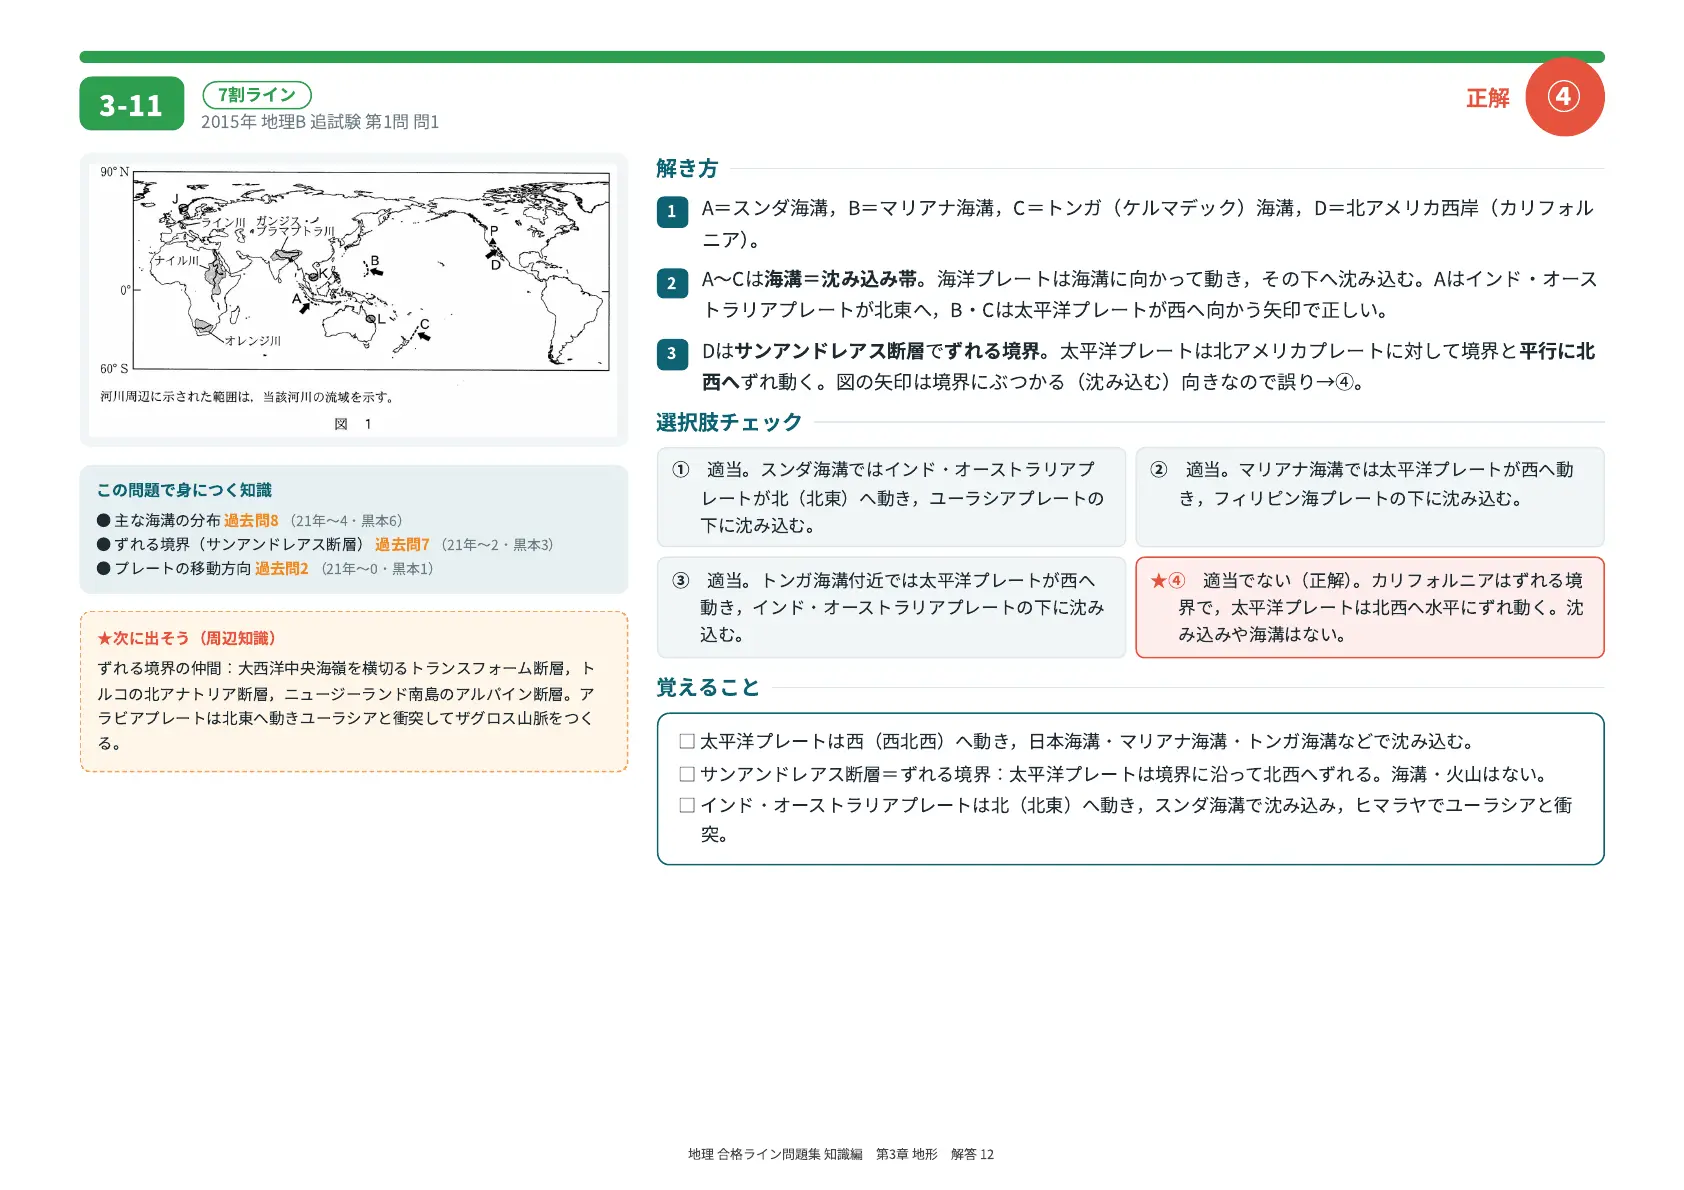 3-11
7割ライン
2015年 地理B 追試験 第1問 問1
正解 ④
90°N
J
ライン川
ガンジス・
ブラマプトラ川
ナイル川
P
B
D
K
0°
A
L
C
オレンジ川
60°S
河川周辺に示された範囲は，当該河川の流域を示す。
図 1
この問題で身につく知識
●主な海溝の分布 過去問8 （21年〜4・黒本6）
●ずれる境界（サンアンドレアス断層） 過去問7 （21年〜2・黒本3）
●プレートの移動方向 過去問2 （21年〜0・黒本1）
★次に出そう（周辺知識）
ずれる境界の仲間：大西洋中央海嶺を横切るトランスフォーム断層，ト
ルコの北アナトリア断層，ニュージーランド南島のアルパイン断層。ア
ラビアプレートは北東へ動きユーラシアと衝突してザグロス山脈をつく
る。
解き方
1 A＝スンダ海溝，B＝マリアナ海溝，C＝トンガ（ケルマデック）海溝，D＝北アメリカ西岸（カリフォル
ニア）。
2 A〜Cは海溝＝沈み込み帯。海洋プレートは海溝に向かって動き，その下へ沈み込む。Aはインド・オース
トラリアプレートが北東へ，B・Cは太平洋プレートが西へ向かう矢印で正しい。
3 Dはサンアンドレアス断層でずれる境界。太平洋プレートは北アメリカプレートに対して境界と平行に北
西へずれ動く。図の矢印は境界にぶつかる（沈み込む）向きなので誤り→④。
選択肢チェック
① 適当。スンダ海溝ではインド・オーストラリアプ
レートが北（北東）へ動き，ユーラシアプレートの
下に沈み込む。
② 適当。マリアナ海溝では太平洋プレートが西へ動
き，フィリピン海プレートの下に沈み込む。
③ 適当。トンガ海溝付近では太平洋プレートが西へ
動き，インド・オーストラリアプレートの下に沈み
込む。
★④ 適当でない（正解）。カリフォルニアはずれる境
界で，太平洋プレートは北西へ水平にずれ動く。沈
み込みや海溝はない。
覚えること
□ 太平洋プレートは西（西北西）へ動き，日本海溝・マリアナ海溝・トンガ海溝などで沈み込む。
□ サンアンドレアス断層＝ずれる境界：太平洋プレートは境界に沿って北西へずれる。海溝・火山はない。
□ インド・オーストラリアプレートは北（北東）へ動き，スンダ海溝で沈み込み，ヒマラヤでユーラシアと衝
突。
地理 合格ライン問題集 知識編 第3章 地形 解答 12